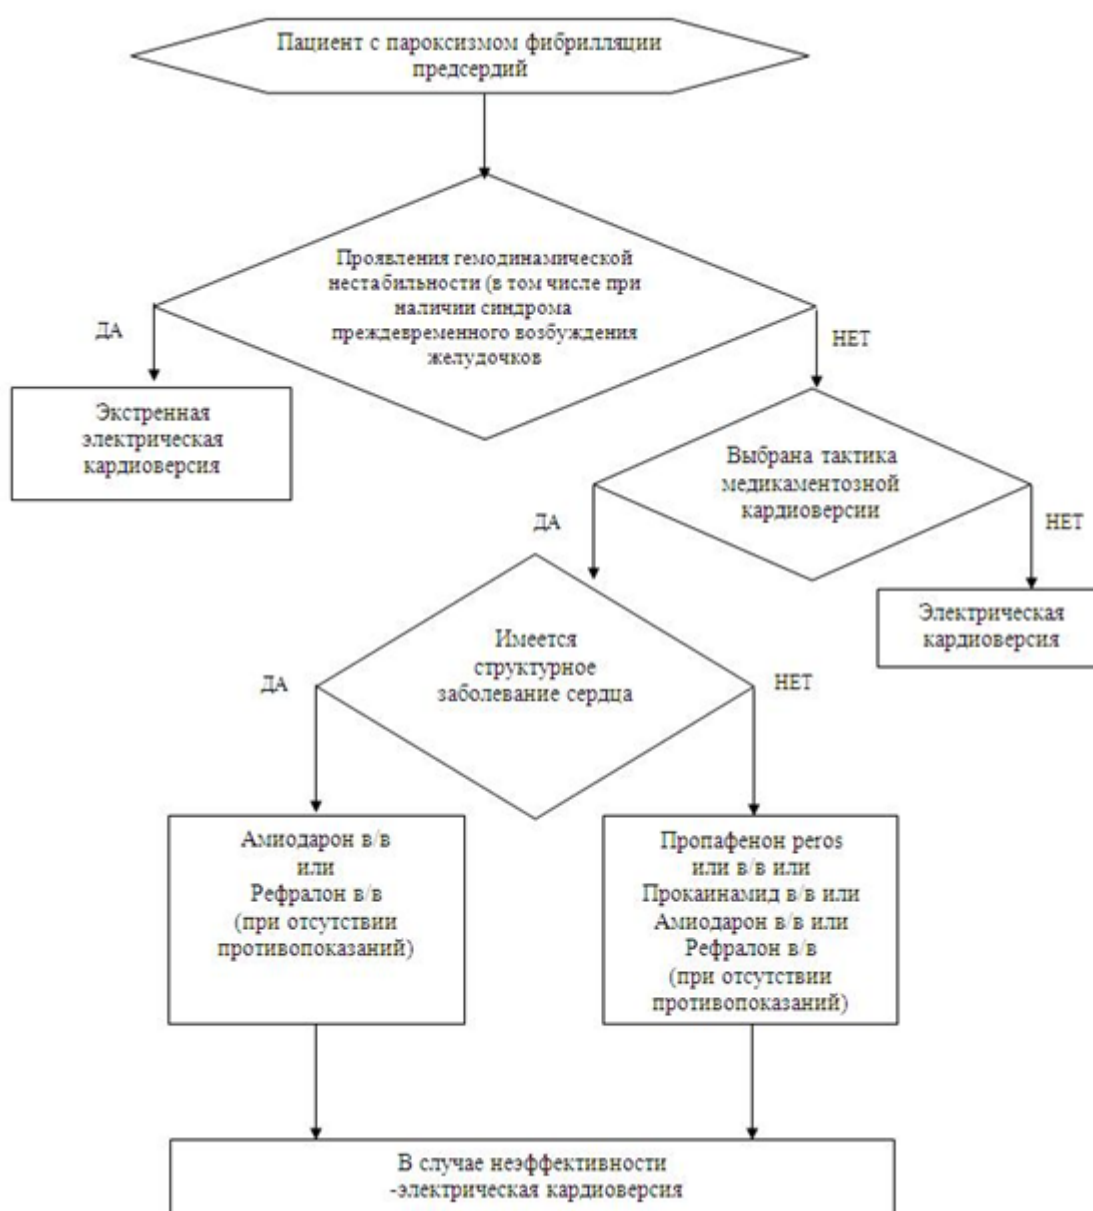 Пациент с пароксизмом фибрилляции
предсердий
Проявления гемодинамической
нестабильности (в том числе при
наличии синдрома
преждевременного возбуждения
желудочков
ДА
НЕТ
Экстренная
электрическая
кардиоверсия
Выбрана тактика
медикаментозной
кардиоверсии
ДА
НЕТ
Электрическая
кардиоверсия
Имеется
структурное
заболевание сердца
ДА
НЕТ
Амиодарон в/в
или
Рефралон в/в
(при отсутствии
противопоказаний)
Пропафенон peros
или в/в или
Прокаинамид в/в или
Амиодарон в/в или
Рефралон в/в
(при отсутствии
противопоказаний)
В случае неэффективности
-электрическая кардиоверсия